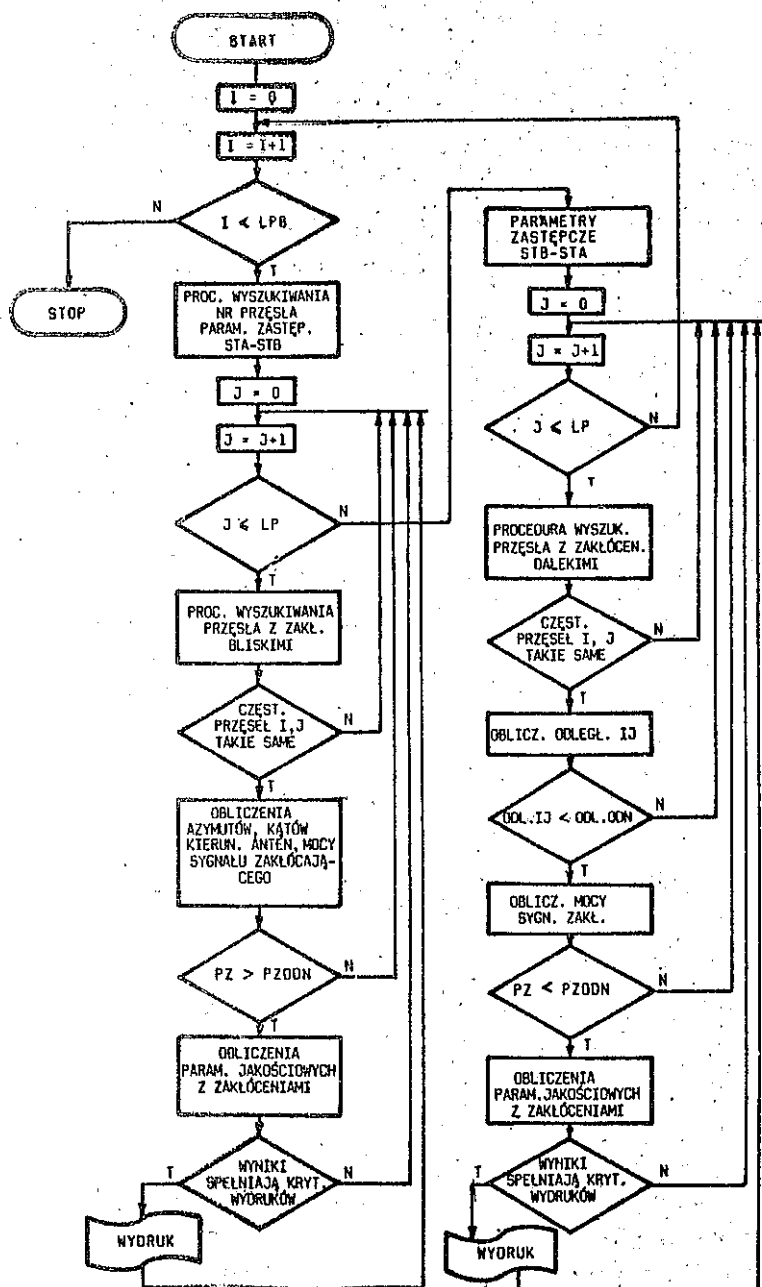 START
I = 0
I = I+1
I < LPB
N
T
STOP
PROC. WYSZUKIWANIA
NR PRZĘSŁA
PARAM. ZASTĘP.
STA-STB
J = 0
J = J+1
J ≤ LP
N
T
PROC. WYSZUKIWANIA
PRZĘSŁA Z ZAKŁ.
BLISKIMI
CZĘST.
PRZĘSEŁ I,J
TAKIE SAME
N
T
OBLICZENIA
AZYMUTÓW, KĄTÓW
KIERUN. ANTEN, MOCY
SYGNAŁU ZAKŁÓCAJĄ-
CEGO
PZ > PZODN
N
T
OBLICZENIA
PARAM. JAKOŚCIOWYCH
Z ZAKŁÓCENIAMI
WYNIKI
SPEŁNIAJĄ KRYT.
WYDRUKÓW
T
N
WYDRUK
PARAMETRY
ZASTĘPCZE
STB-STA
J = 0
J = J+1
J ≤ LP
N
T
PROCEDURA WYSZUK.
PRZĘSŁA Z ZAKŁÓCEN.
DALEKIMI
CZĘST.
PRZĘSEŁ I, J
TAKIE SAME
N
T
OBLICZ. ODLEGŁ. IJ
ODL.IJ < ODL.ODN
N
T
OBLICZ. MOCY
SYGN. ZAKŁ.
PZ < PZODN
N
T
OBLICZENIA
PARAM.JAKOŚCIOWYCH
Z ZAKŁÓCENIAMI
WYNIKI
SPEŁNIAJĄ KRYT.
WYDRUKÓW
T
N
WYDRUK